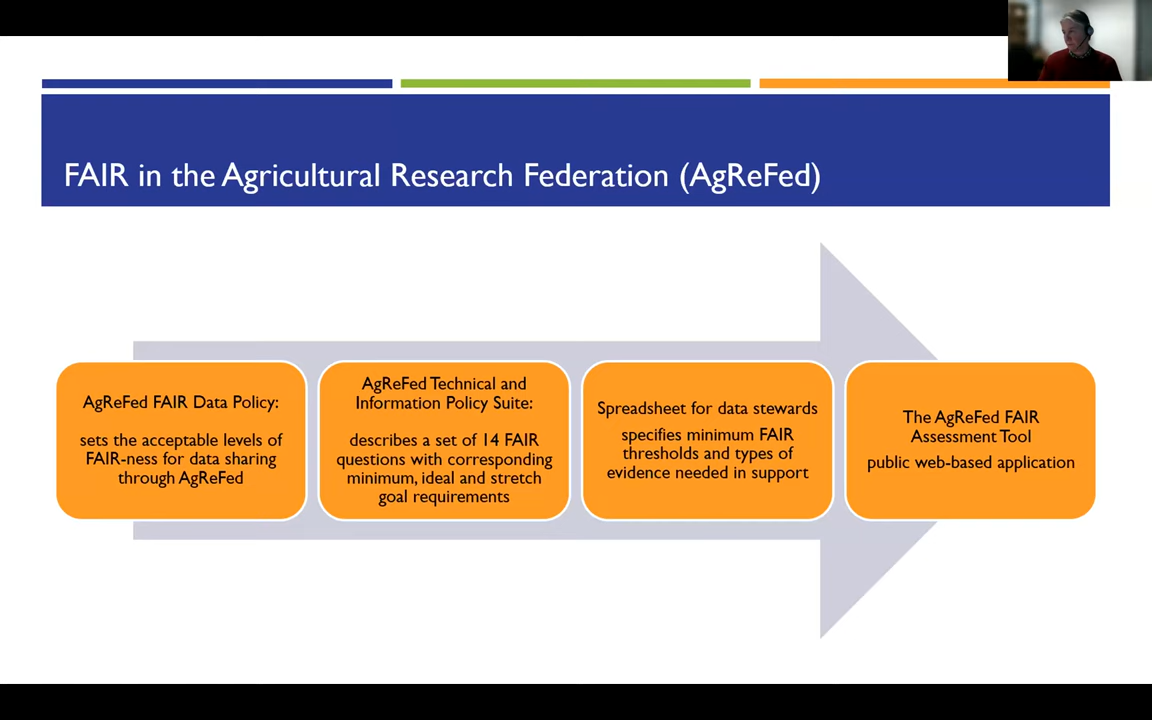 FAIR in the Agricultural Research Federation (AgReFed)
AgReFed FAIR Data Policy:
sets the acceptable levels of
FAIR-ness for data sharing
through AgReFed
AgReFed Technical and
Information Policy Suite:
describes a set of 14 FAIR
questions with corresponding
minimum, ideal and stretch
goal requirements
Spreadsheet for data stewards
specifies minimum FAIR
thresholds and types of
evidence needed in support
The AgReFed FAIR
Assessment Tool
public web-based application